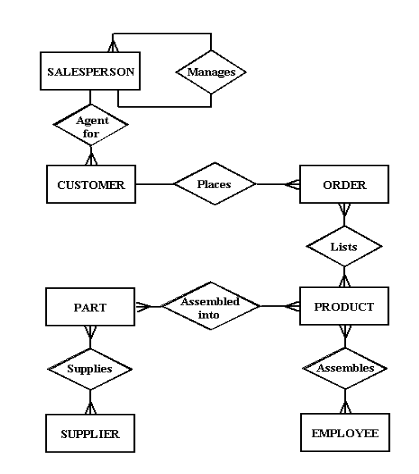 SALESPERSON
Manages
Agent
for
CUSTOMER
Places
ORDER
Lists
PART
Assembled
into
PRODUCT
Supplies
Assembles
SUPPLIER
EMPLOYEE